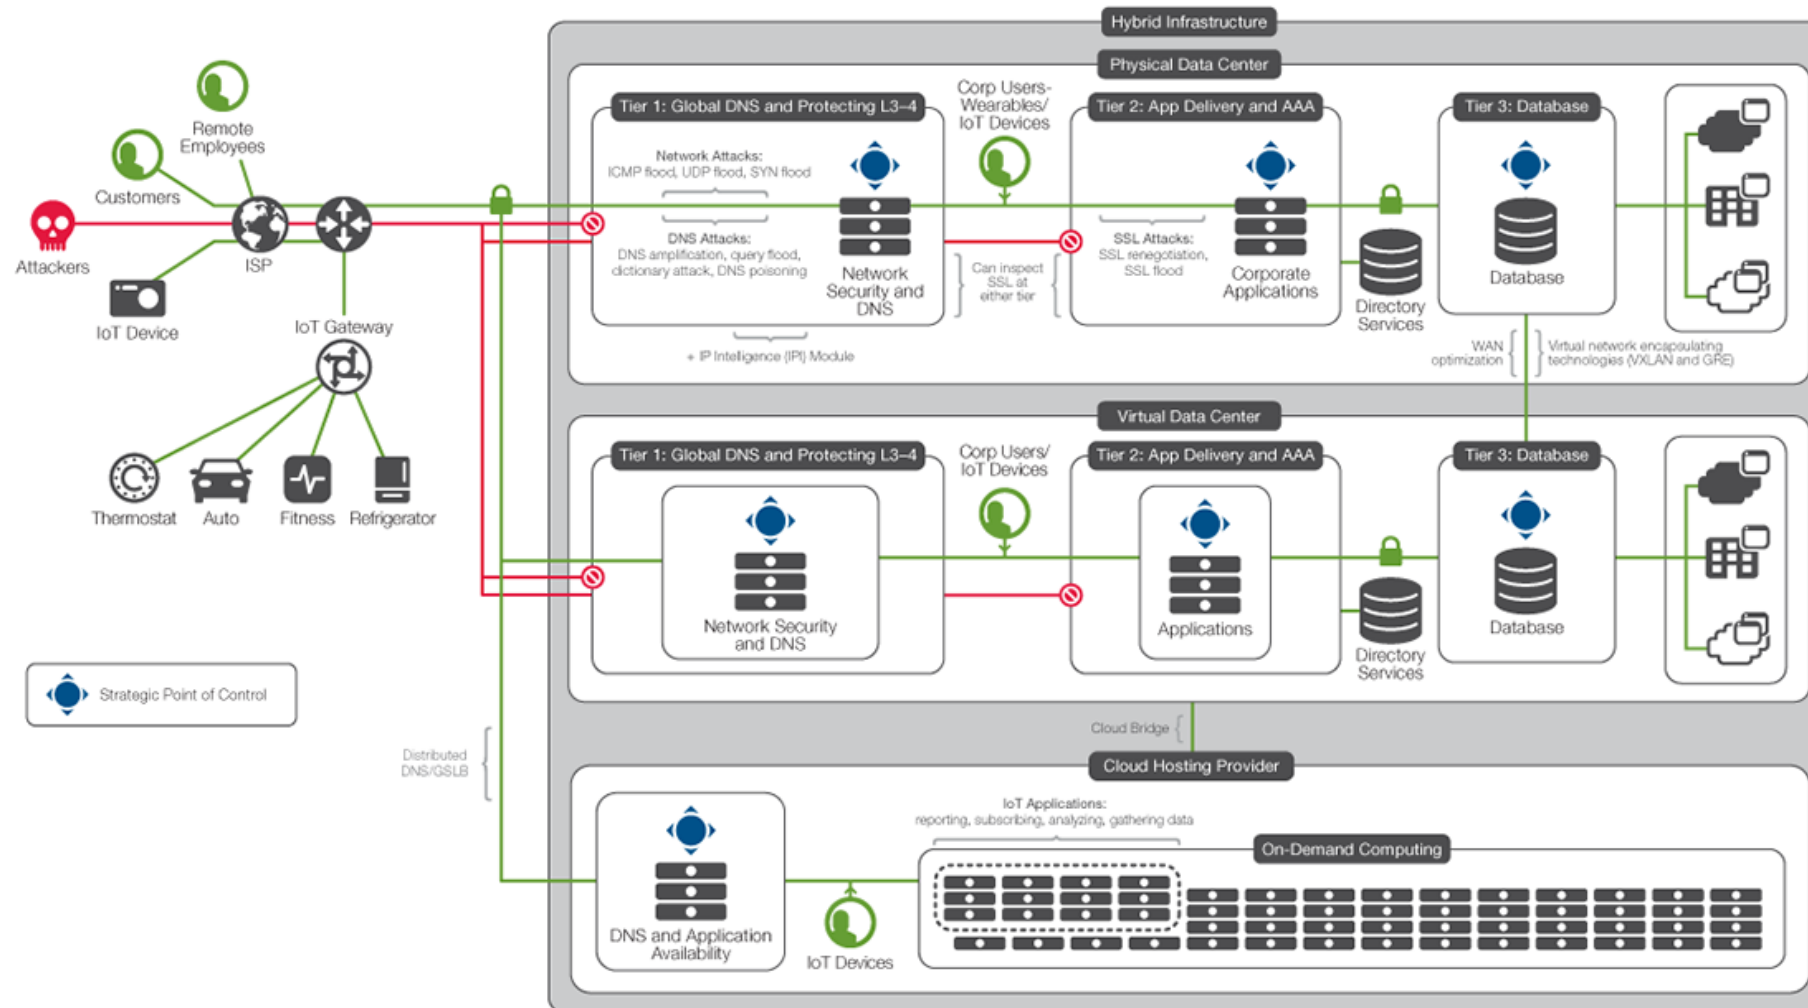 Hybrid Infrastructure
Physical Data Center
Remote
Employees
Customers
Attackers
ISP
IoT Device
IoT Gateway
Thermostat
Auto
Fitness
Refrigerator
Strategic Point of Control
Distributed
DNS/GSLB
Tier 1: Global DNS and Protecting L3–4
Network Attacks:
ICMP flood, UDP flood, SYN flood
DNS Attacks:
DNS amplification, query flood,
dictionary attack, DNS poisoning
Network
Security and
DNS
+ IP Intelligence (IPI) Module
Corp Users-
Wearables/
IoT Devices
Can inspect
SSL at
either tier
Tier 2: App Delivery and AAA
SSL Attacks:
SSL renegotiation,
SSL flood
Corporate
Applications
Directory
Services
Tier 3: Database
Database
WAN
optimization
Virtual network encapsulating
technologies (VXLAN and GRE)
Virtual Data Center
Tier 1: Global DNS and Protecting L3–4
Network Security
and DNS
Corp Users/
IoT Devices
Tier 2: App Delivery and AAA
Applications
Directory
Services
Tier 3: Database
Database
Cloud Bridge
Cloud Hosting Provider
DNS and Application
Availability
IoT Devices
IoT Applications:
reporting, subscribing, analyzing, gathering data
On-Demand Computing